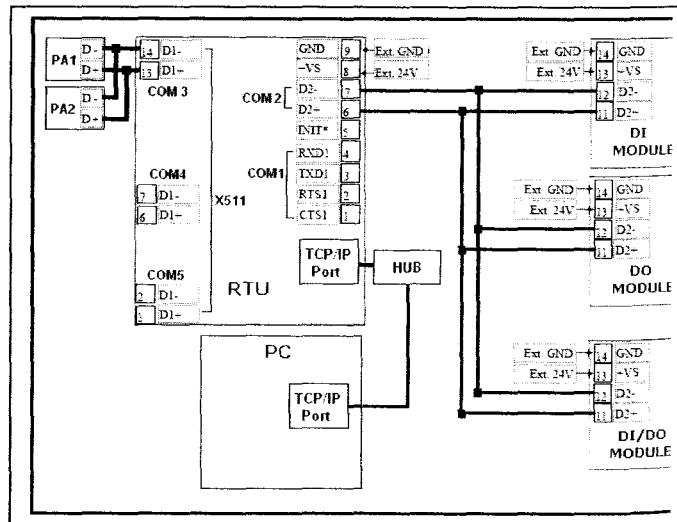 PA1
D-
D+
PA2
D-
D+
14 D1-
13 D1+
COM 3
COM4
7 D1-
6 D1+
COM5
2 D1-
1 D1+
X511
RTU
GND 9 Ext. GND
~VS 8 Ext. 24V
COM 2
D2- 7
D2+ 6
INIT* 5
COM1
RXD1 4
TXD1 3
RTS1 2
CTS1 1
TCP/IP
Port
HUB
PC
TCP/IP
Port
Ext. GND 14 GND
Ext. 24V 13 ~VS
12 D2-
11 D2+
DI
MODULE
Ext. GND 14 GND
Ext. 24V 13 ~VS
12 D2-
11 D2+
DO
MODULE
Ext. GND 14 GND
Ext. 24V 13 ~VS
12 D2-
11 D2+
DI/DO
MODULE